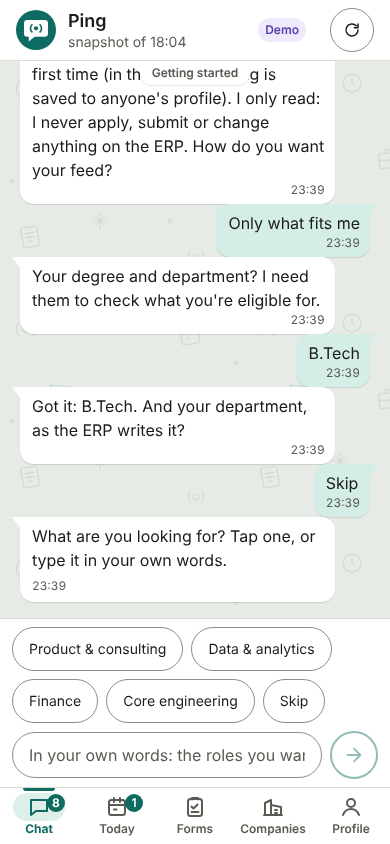 Ping
snapshot of 18:04
Demo
Getting started
first time (in th g is
saved to anyone's profile). I only read:
I never apply, submit or change
anything on the ERP. How do you want
your feed?
23:39
Only what fits me
23:39
Your degree and department? I need
them to check what you're eligible for.
23:39
B.Tech
23:39
Got it: B.Tech. And your department,
as the ERP writes it?
23:39
Skip
23:39
What are you looking for? Tap one, or
type it in your own words.
23:39
Product & consulting
Data & analytics
Finance
Core engineering
Skip
In your own words: the roles you wa
8
1
Chat
Today
Forms
Companies
Profile